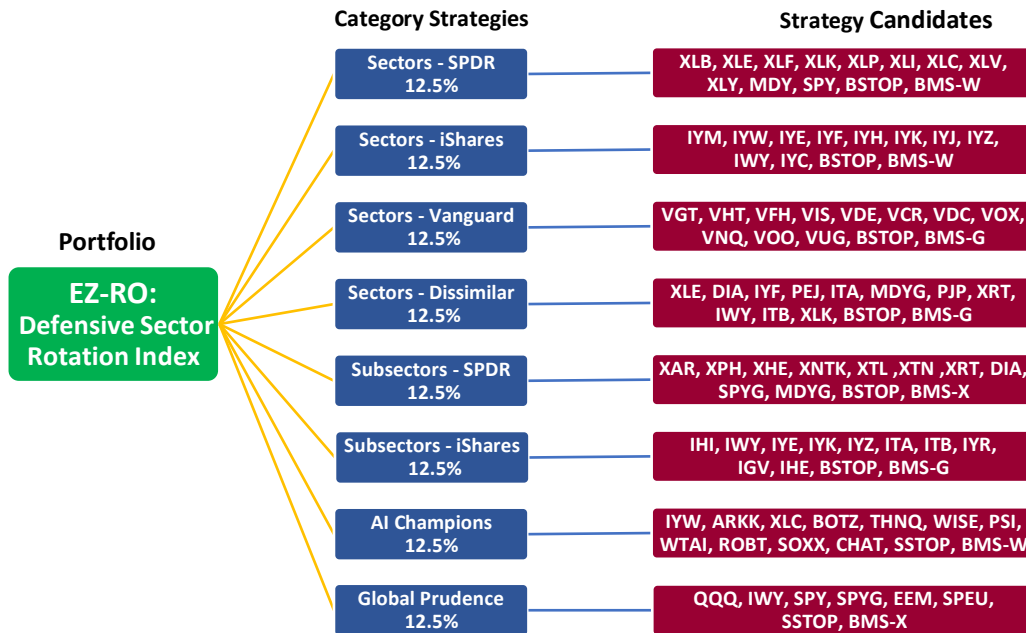 Category Strategies
Strategy Candidates
Sectors - SPDR
12.5%
XLB, XLE, XLF, XLK, XLP, XLI, XLC, XLV,
XLY, MDY, SPY, BSTOP, BMS-W
Sectors - iShares
12.5%
IYM, IYW, IYE, IYF, IYH, IYK, IYJ, IYZ,
IWY, IYC, BSTOP, BMS-W
Sectors - Vanguard
12.5%
VGT, VHT, VFH, VIS, VDE, VCR, VDC, VOX,
VNQ, VOO, VUG, BSTOP, BMS-G
Portfolio
EZ-RO:
Defensive Sector
Rotation Index
Sectors - Dissimilar
12.5%
XLE, DIA, IYF, PEJ, ITA, MDYG, PJP, XRT,
IWY, ITB, XLK, BSTOP, BMS-G
Subsectors - SPDR
12.5%
XAR, XPH, XHE, XNTK, XTL ,XTN ,XRT, DIA,
SPYG, MDYG, BSTOP, BMS-X
Subsectors - iShares
12.5%
IHI, IWY, IYE, IYK, IYZ, ITA, ITB, IYR,
IGV, IHE, BSTOP, BMS-G
AI Champions
12.5%
IYW, ARKK, XLC, BOTZ, THNQ, WISE, PSI,
WTAI, ROBT, SOXX, CHAT, SSTOP, BMS-W
Global Prudence
12.5%
QQQ, IWY, SPY, SPYG, EEM, SPEU,
SSTOP, BMS-X